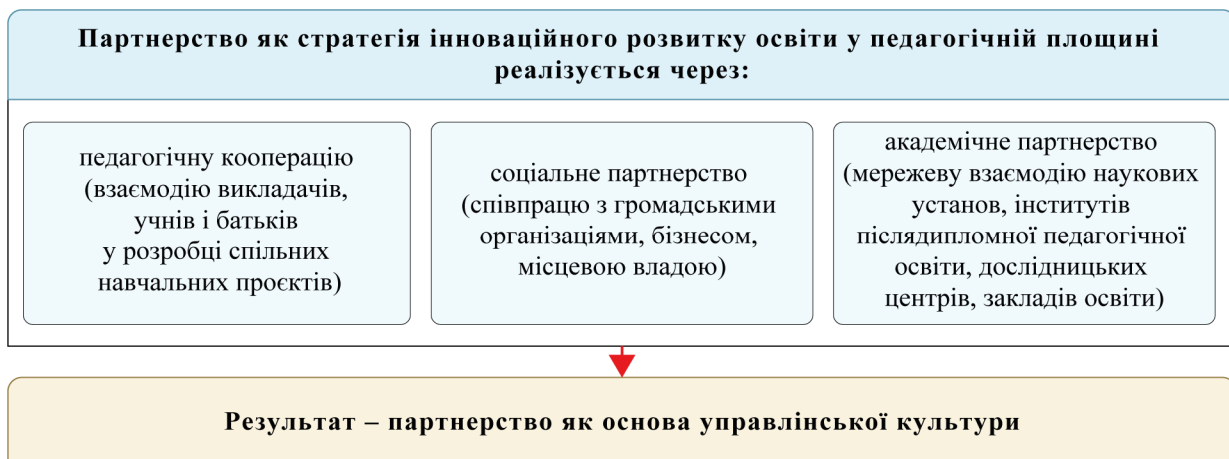 Партнерство як стратегія інноваційного розвитку освіти у педагогічній площині
реалізується через:
педагогічну кооперацію
(взаємодію викладачів,
учнів і батьків
у розробці спільних
навчальних проєктів)
соціальне партнерство
(співпрацю з громадськими
організаціями, бізнесом,
місцевою владою)
академічне партнерство
(мережеву взаємодію наукових
установ, інститутів
післядипломної педагогічної
освіти, дослідницьких
центрів, закладів освіти)
Результат – партнерство як основа управлінської культури